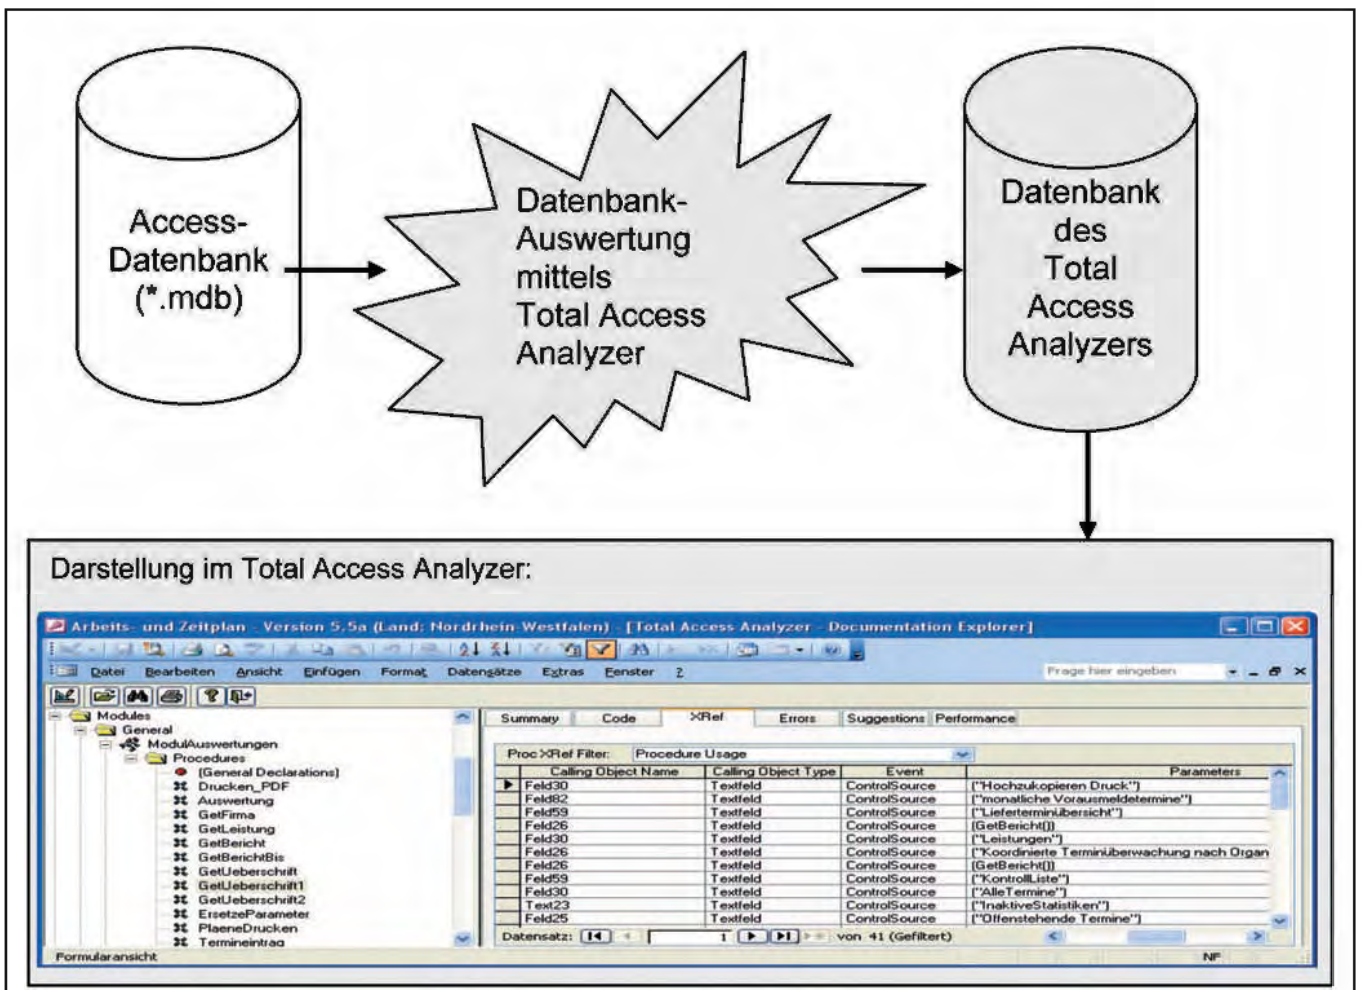 Access-
Datenbank
(*.mdb)
Datenbank-
Auswertung
mittels
Total Access
Analyzer
Datenbank
des
Total
Access
Analyzers
Darstellung im Total Access Analyzer:
Arbeits- und Zeitplan - Version 5.5a (Land: Nordrhein-Westfalen) - [Total Access Analyzer - Documentation Explorer]
Datei Bearbeiten Ansicht Einfügen Format Datensätze Extras Fenster ? Frage hier eingeben
Modules
General
ModulAuswertungen
Procedures
(General Declarations)
Drucken_PDF
Auswertung
GetFirma
GetLeistung
GetBericht
GetBerichtBis
GetUeberschrift
GetUeberschrift1
GetUeberschrift2
ErsetzeParameter
PlaeneDrucken
Termineintrag
Summary Code XRef Errors Suggestions Performance
Proc XRef Filter: Procedure Usage
Calling Object Name Calling Object Type Event Parameters
Feld30 Textfeld ControlSource ("Hochzukopieren Druck")
Feld82 Textfeld ControlSource ("monatliche Vorausmeldetermine")
Feld59 Textfeld ControlSource ("Lieferterminübersicht")
Feld26 Textfeld ControlSource (GetBericht())
Feld30 Textfeld ControlSource ("Leistungen")
Feld26 Textfeld ControlSource ("Koordinierte Terminüberwachung nach Organ
Feld26 Textfeld ControlSource (GetBericht())
Feld59 Textfeld ControlSource ("KontrollListe")
Feld30 Textfeld ControlSource ("AlleTermine")
Text23 Textfeld ControlSource ("InaktiveStatistiken")
Feld25 Textfeld ControlSource ("Offenstehende Termine")
Datensatz: 1 von 41 (Gefiltert)
Formularansicht NF